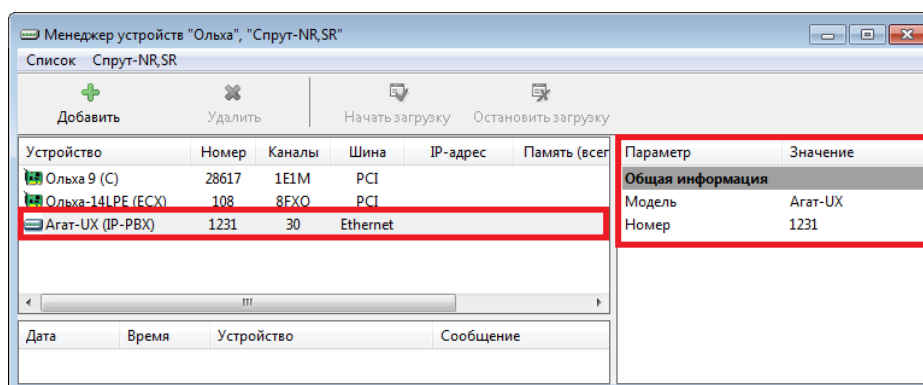 Менеджер устройств "Ольха", "Спрут-NR,SR"
Список Спрут-NR,SR
Добавить Удалить Начать загрузку Остановить загрузку
Устройство Номер Каналы Шина IP-адрес Память (всег Параметр Значение
Ольха 9 (C) 28617 1E1M PCI Общая информация
Ольха-14LPE (ECX) 108 8FXO PCI Модель Агат-UX
Агат-UX (IP-PBX) 1231 30 Ethernet Номер 1231
Дата Время Устройство Сообщение